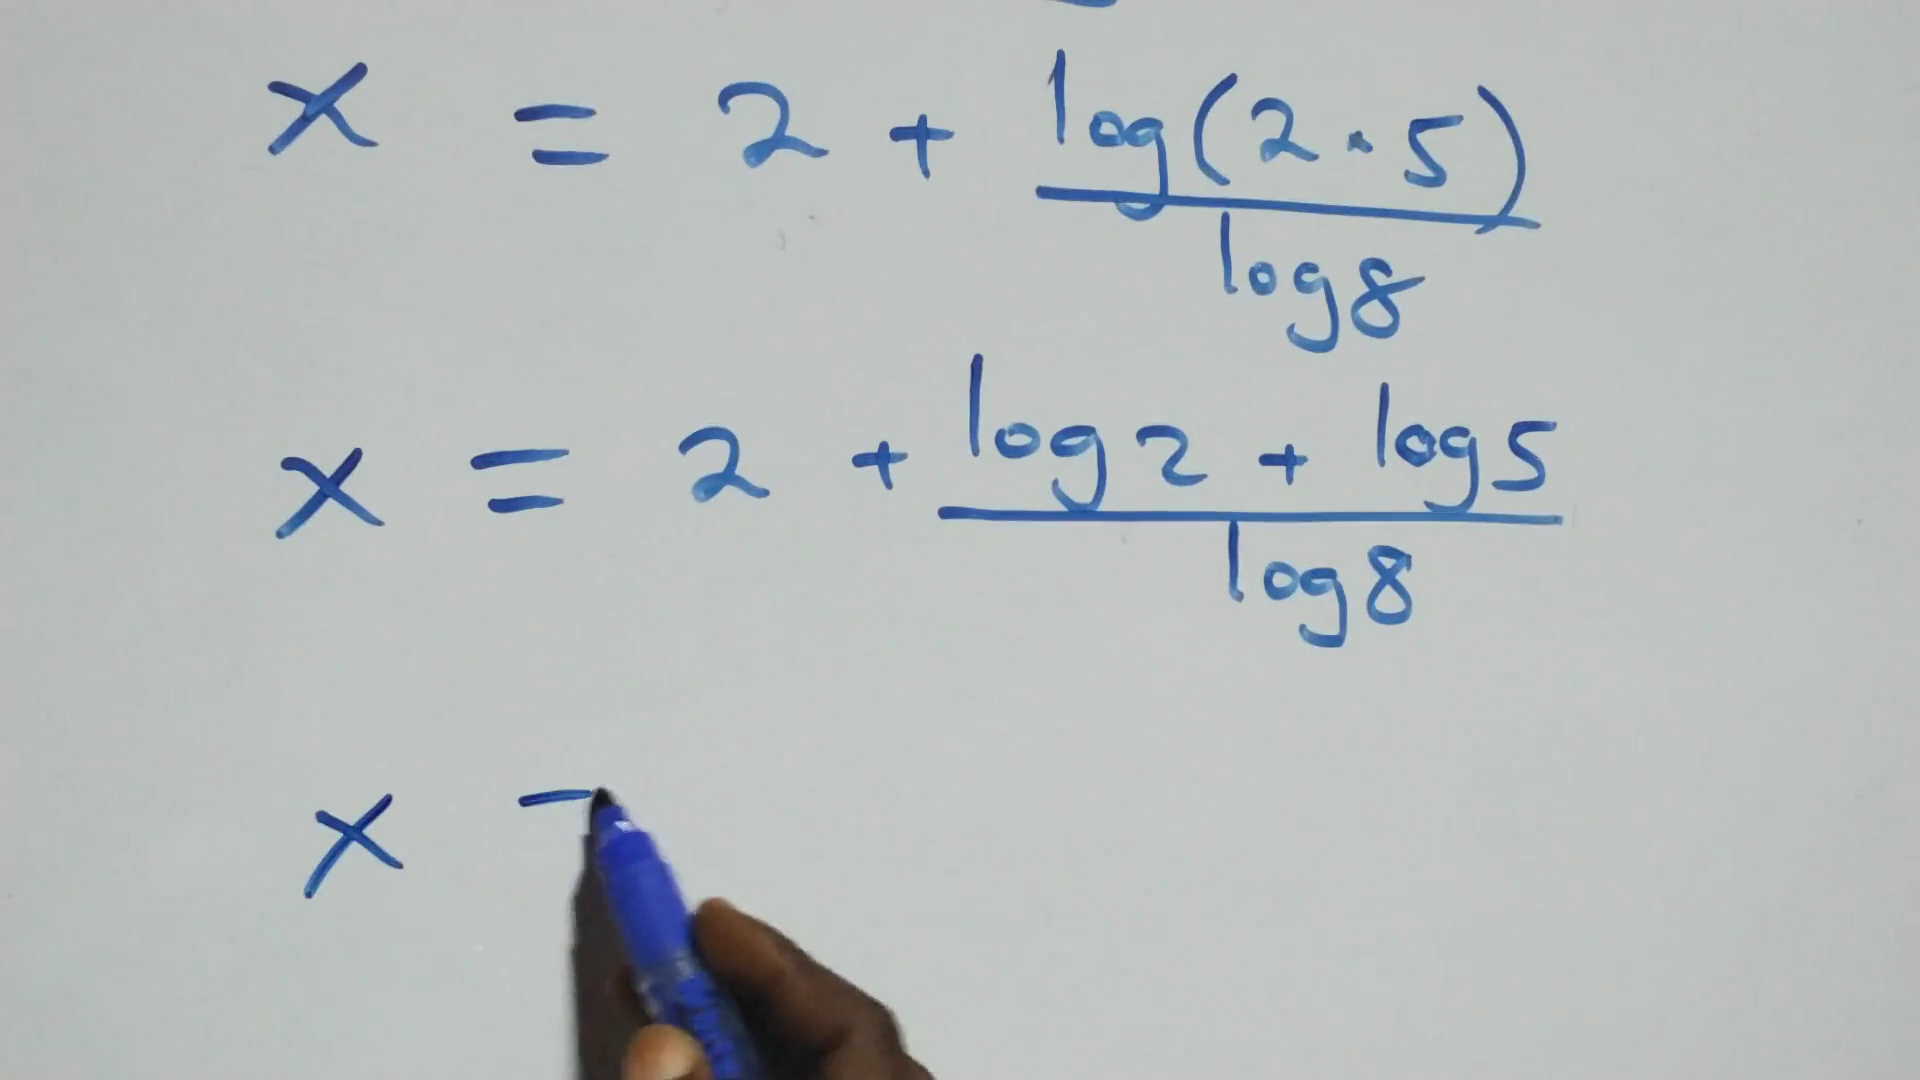 x = 2 + log(2·5)
log8
x = 2 + log2 + log5
log8
x =